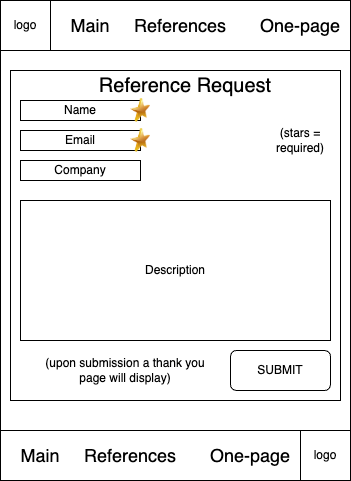 logo
Main
References
One-page
Reference Request
Name
Email
(stars =
required)
Company
Description
(upon submission a thank you
page will display)
SUBMIT
Main
References
One-page
logo